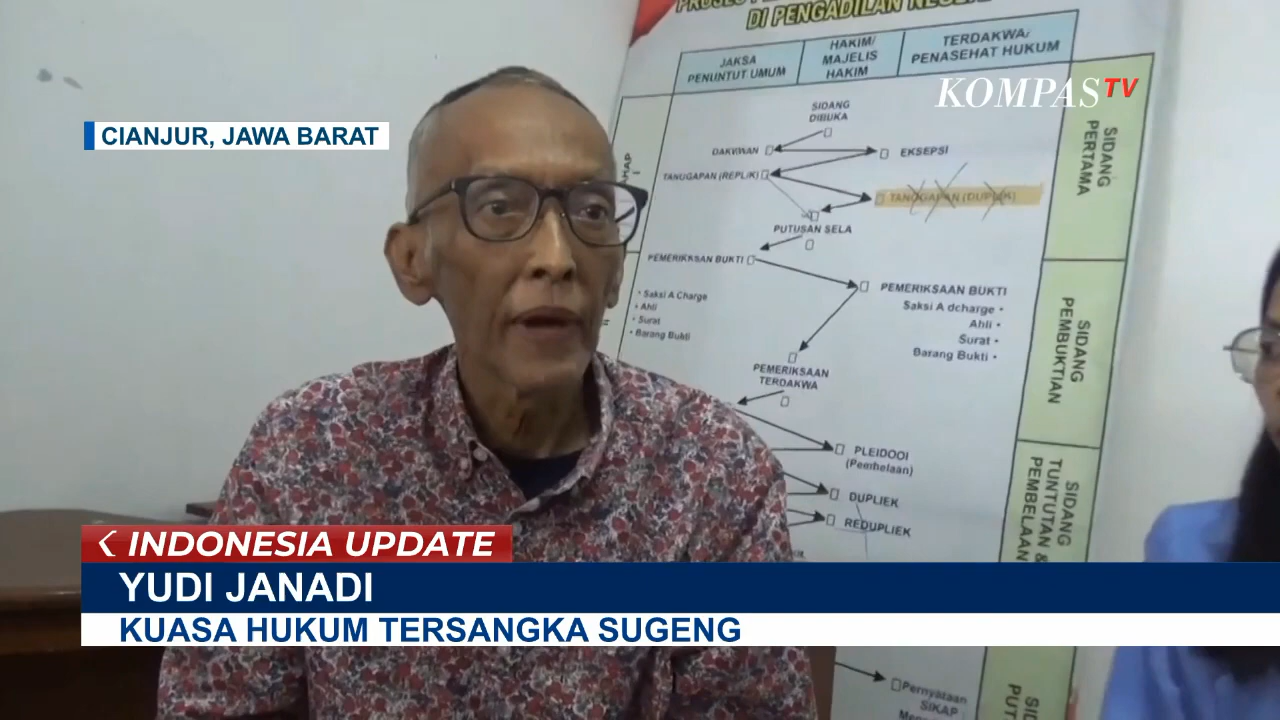 DI PENGADILAN
JAKSA
PENUNTUT UMUM
HAKIM/
MAJELIS
HAKIM
TERDAKWA/
PENASEHAT HUKUM
KOMPASTV
CIANJUR, JAWA BARAT
SIDANG
DIBUKA
DAKWAAN
EKSEPSI
TANGGAPAN (REPLIK)
TANGGAPAN (DUPLIK)
SIDANG
PERTAMA
PUTUSAN SELA
PEMERIKSAAN BUKTI
• Saksi A Charge
• Ahli
• Surat
• Barang Bukti
PEMERIKSAAN BUKTI
Saksi A dcharge •
Ahli •
Surat •
Barang Bukti •
SIDANG
PEMBUKTIAN
PEMERIKSAAN
TERDAKWA
PLEIDOOI
(Pembelaan)
DUPLIEK
REDUPLIEK
SIDANG
TUNTUTAN &
PEMBELAAN
INDONESIA UPDATE
YUDI JANADI
KUASA HUKUM TERSANGKA SUGENG
Pernyataan
SIKAP